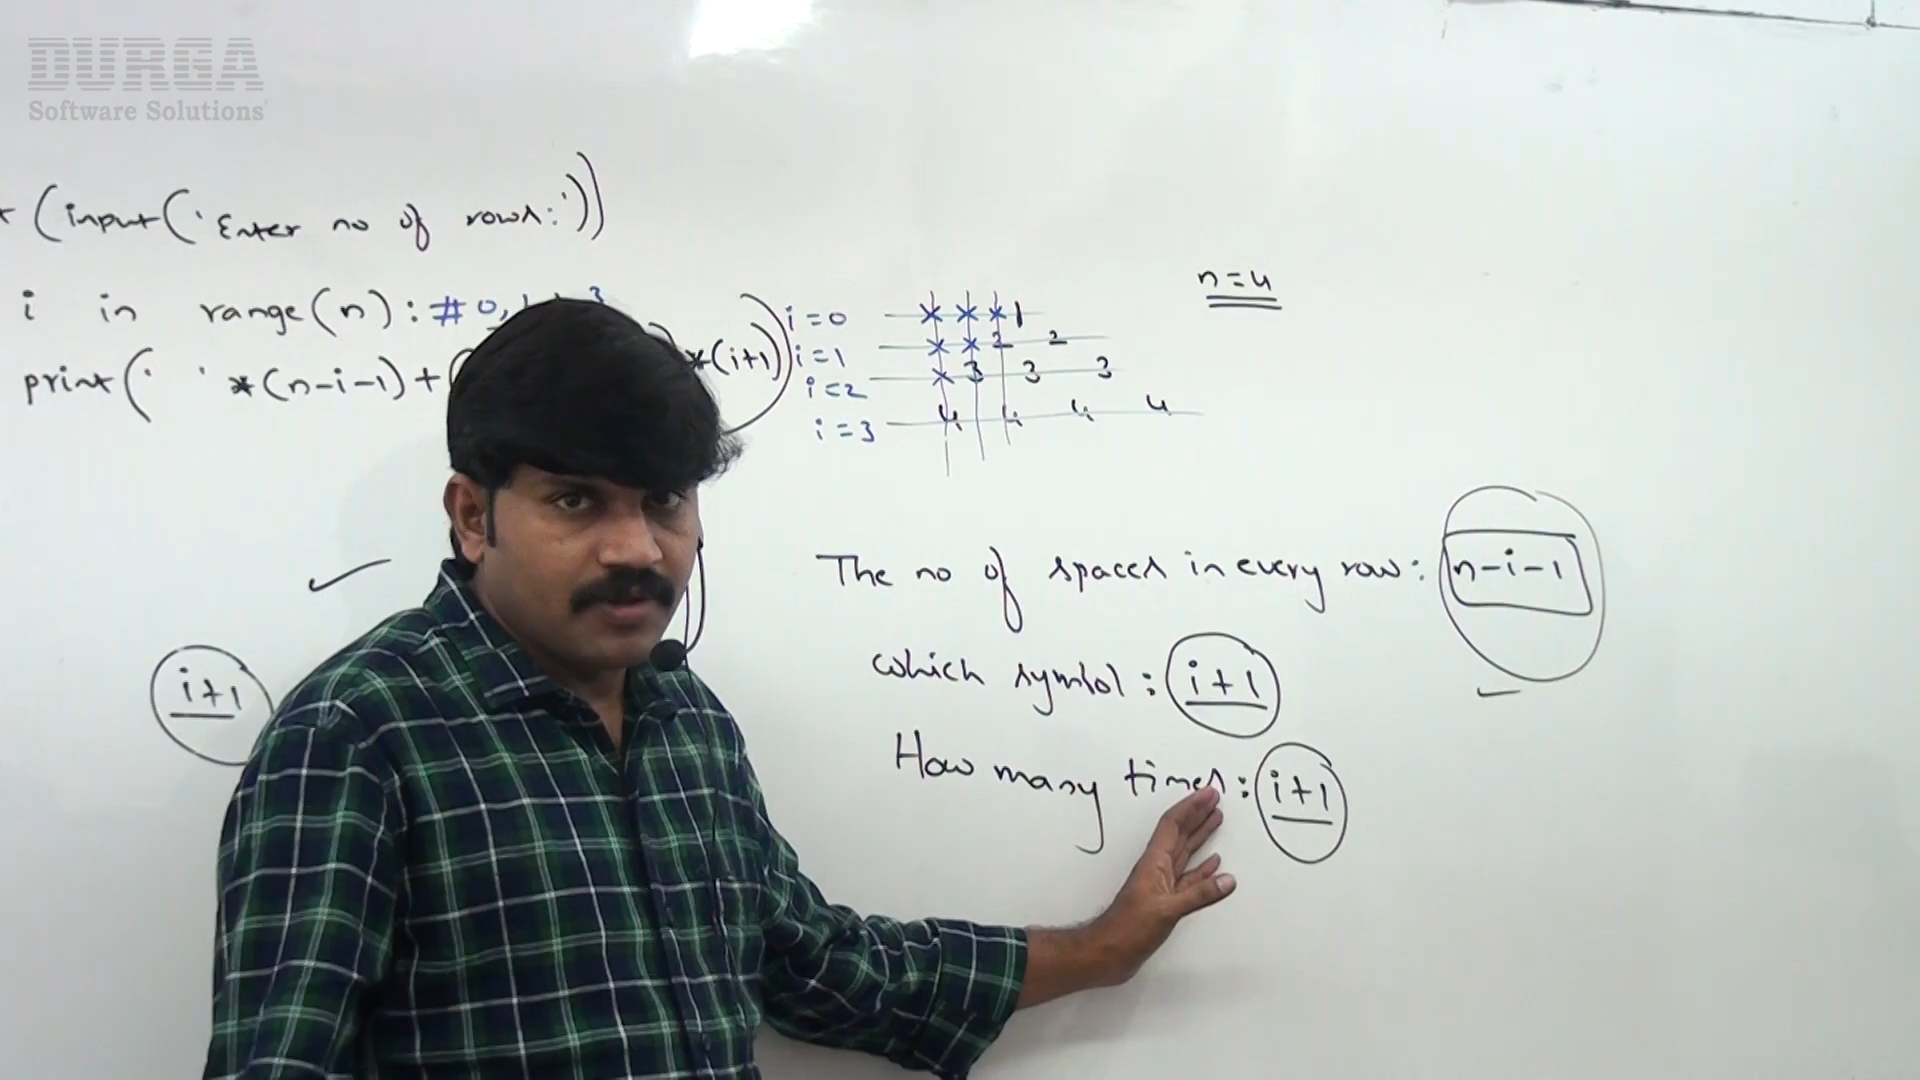 DURGA
Software Solutions
(input('Enter no of rows:'))
i in range(n): #0, 3
print(' '*(n-i-1)+( )*(i+1))
n=4
i=0 * * * 1
i=1 * * 2 2
i=2 * 3 3 3
i=3 4 4 4 4
The no of spaces in every row: n-i-1
which symbol: i+1
How many times: i+1
i+1